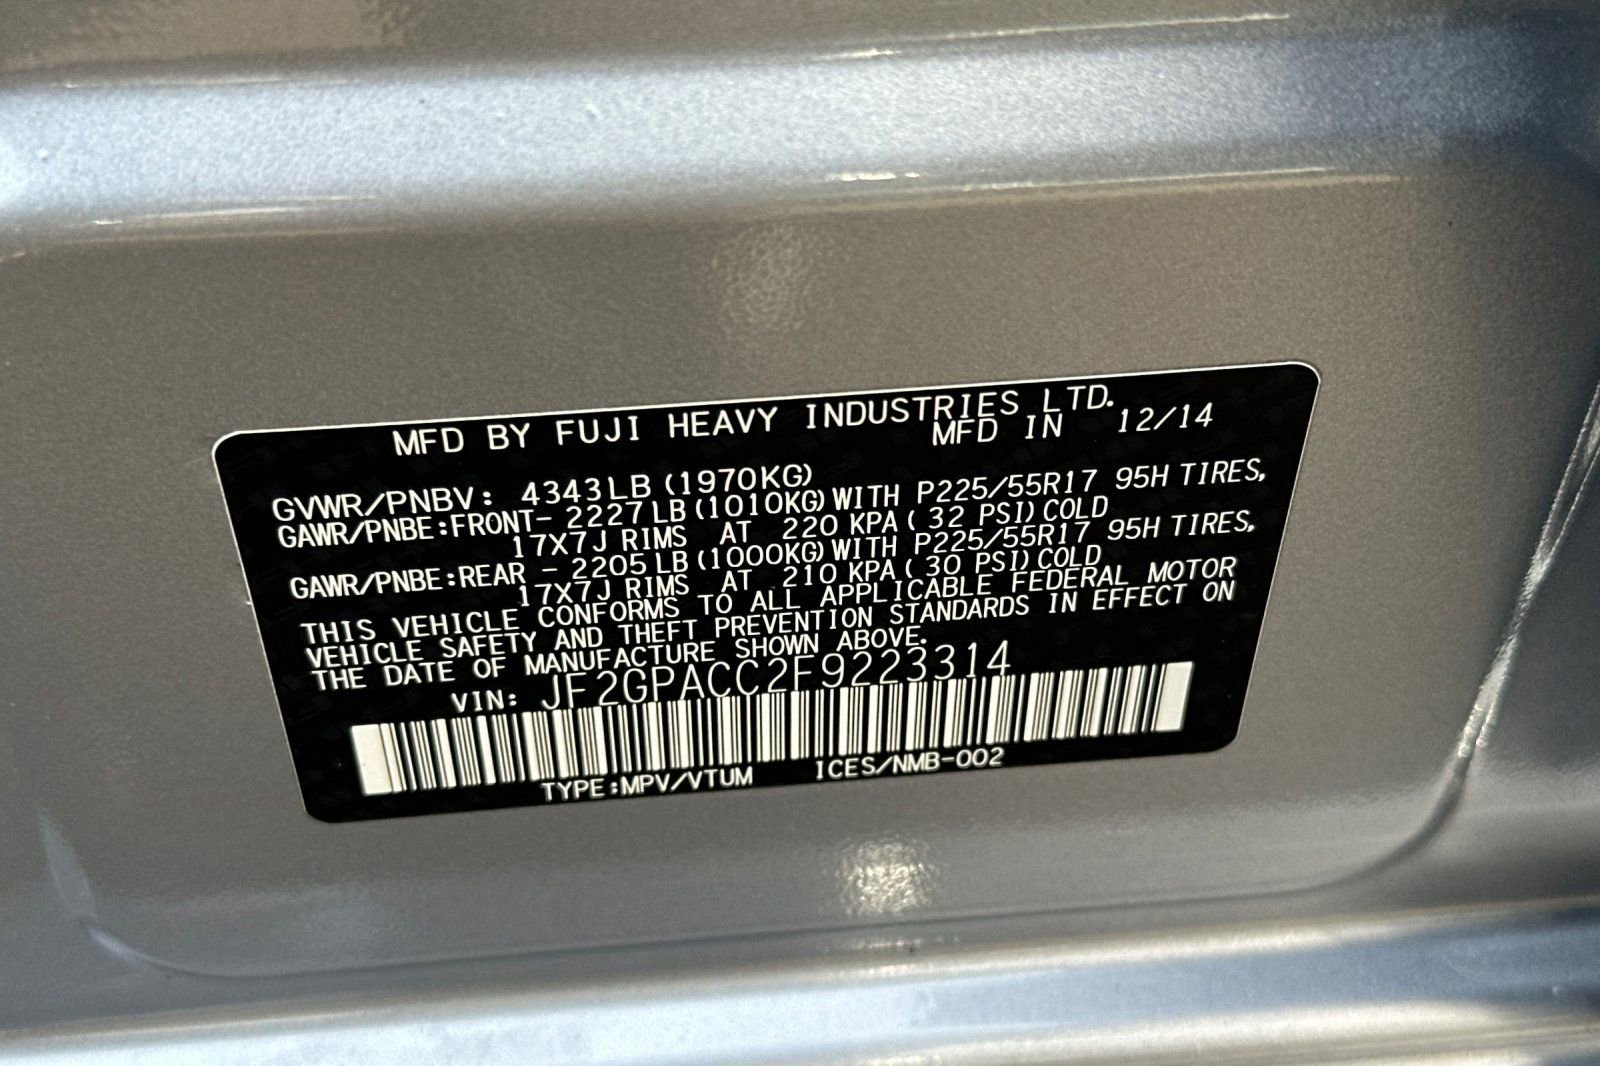 MFD BY FUJI HEAVY INDUSTRIES LTD.
MFD IN 12/14
GVWR/PNBV: 4343LB (1970KG)
GAWR/PNBE:FRONT- 2227LB (1010KG) WITH P225/55R17 95H TIRES,
17X7J RIMS AT 220 KPA( 32 PSI) COLD
GAWR/PNBE:REAR - 2205LB (1000KG) WITH P225/55R17 95H TIRES,
17X7J RIMS AT 210 KPA( 30 PSI) COLD
THIS VEHICLE CONFORMS TO ALL APPLICABLE FEDERAL MOTOR
VEHICLE SAFETY AND THEFT PREVENTION STANDARDS IN EFFECT ON
THE DATE OF MANUFACTURE SHOWN ABOVE.
VIN: JF2GPACC2F9223314
TYPE:MPV/VTUM ICES/NMB-002